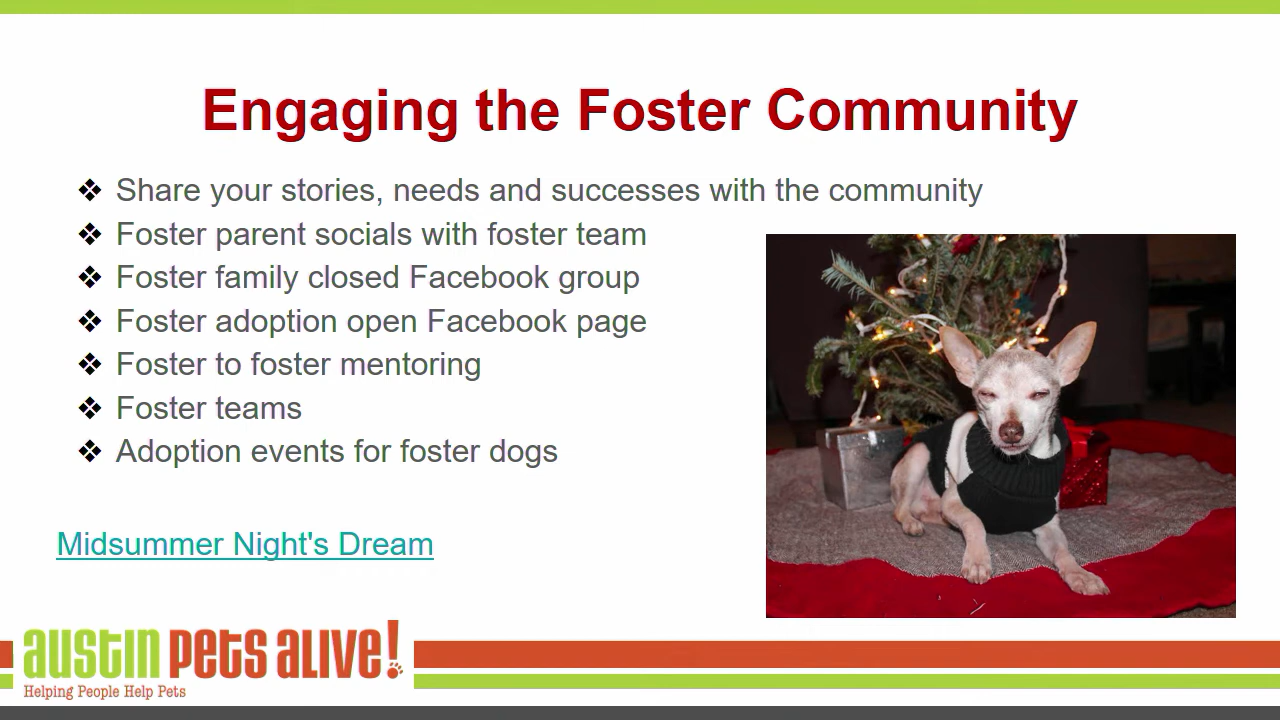 Engaging the Foster Community
❖ Share your stories, needs and successes with the community
❖ Foster parent socials with foster team
❖ Foster family closed Facebook group
❖ Foster adoption open Facebook page
❖ Foster to foster mentoring
❖ Foster teams
❖ Adoption events for foster dogs
Midsummer Night's Dream
austin pets alive!
Helping People Help Pets